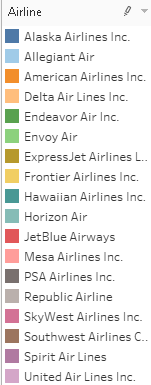 Airline
Alaska Airlines Inc.
Allegiant Air
American Airlines Inc.
Delta Air Lines Inc.
Endeavor Air Inc.
Envoy Air
ExpressJet Airlines L..
Frontier Airlines Inc.
Hawaiian Airlines Inc.
Horizon Air
JetBlue Airways
Mesa Airlines Inc.
PSA Airlines Inc.
Republic Airline
SkyWest Airlines Inc.
Southwest Airlines C..
Spirit Air Lines
United Air Lines Inc.